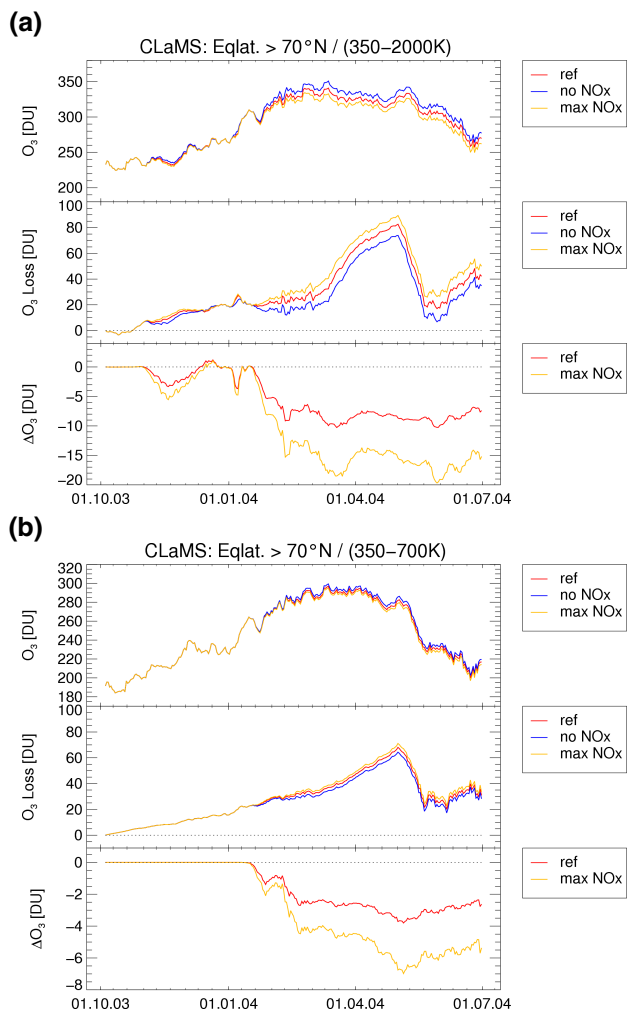 (a)
CLaMS: Eqlat. > 70°N / (350−2000K)
O₃ [DU]
350
300
250
200
ref
no NOx
max NOx
O₃ Loss [DU]
100
80
60
40
20
0
ref
no NOx
max NOx
ΔO₃ [DU]
0
−5
−10
−15
−20
ref
max NOx
01.10.03 01.01.04 01.04.04 01.07.04
(b)
CLaMS: Eqlat. > 70°N / (350−700K)
O₃ [DU]
320
300
280
260
240
220
200
180
ref
no NOx
max NOx
O₃ Loss [DU]
100
80
60
40
20
0
ref
no NOx
max NOx
ΔO₃ [DU]
0
−2
−4
−6
−8
ref
max NOx
01.10.03 01.01.04 01.04.04 01.07.04